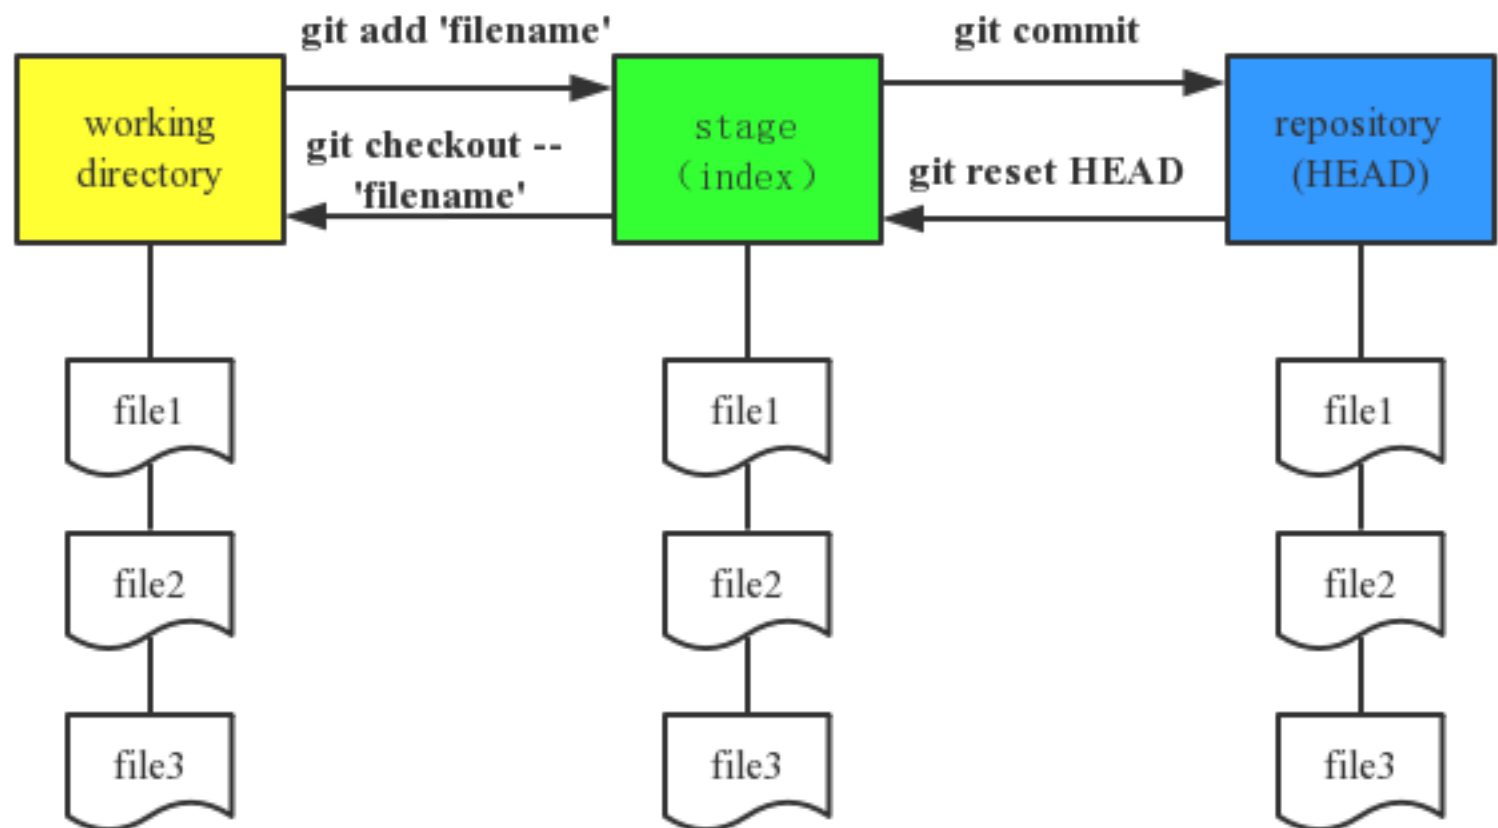 git add 'filename'
git commit
working
directory
git checkout --
'filename'
stage
（index）
git reset HEAD
repository
(HEAD)
file1
file1
file1
file2
file2
file2
file3
file3
file3